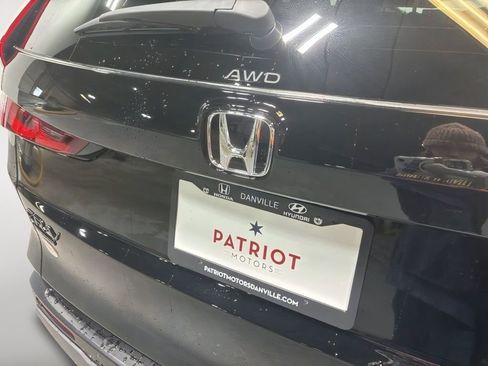 AWD
DANVILLE
HONDA
HYUNDAI
PATRIOT
MOTORS
PATRIOTMOTORSDANVILLE.COM